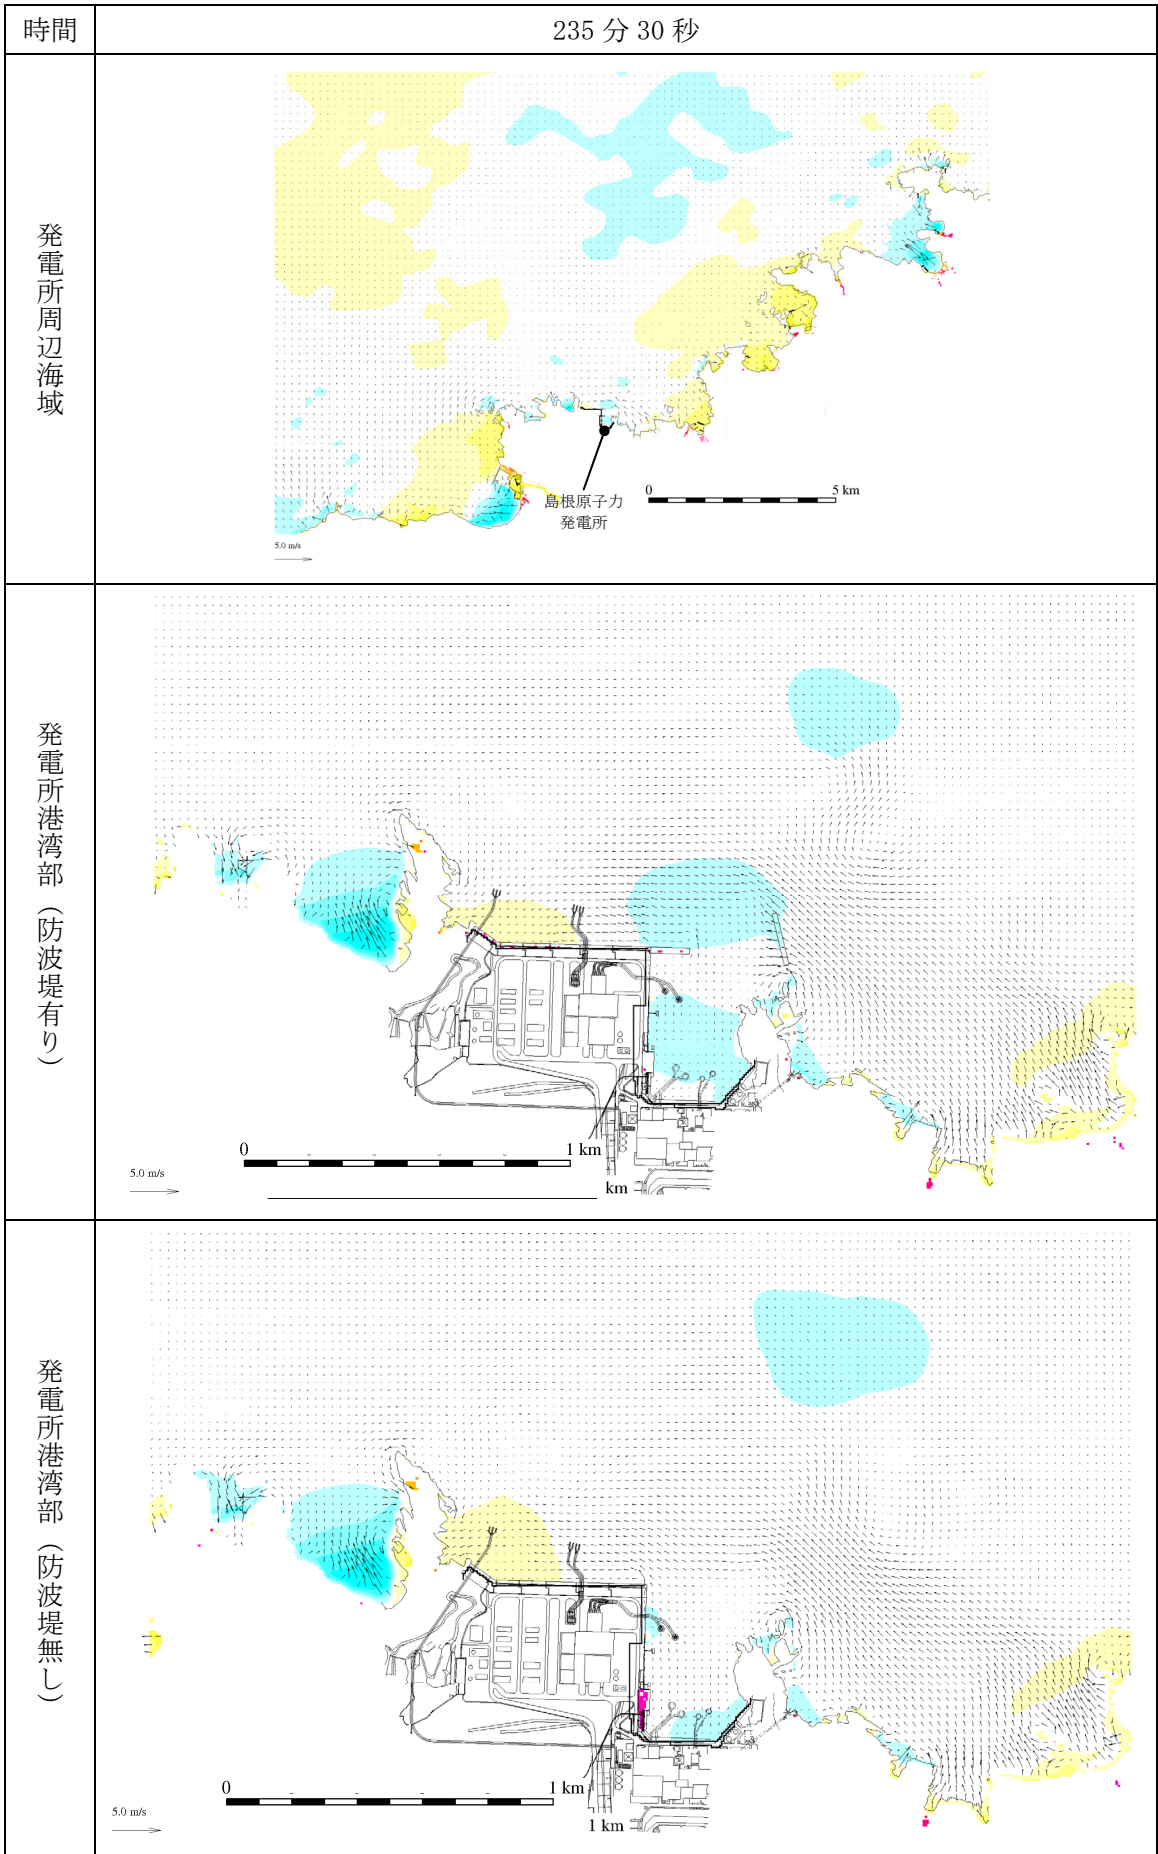 時間
235 分 30 秒
発電所周辺海域
島根原子力
発電所
0
5 km
5.0 m/s
発電所港湾部（防波堤有り）
0
1 km
5.0 m/s
km
発電所港湾部（防波堤無し）
0
1 km
5.0 m/s
1 km